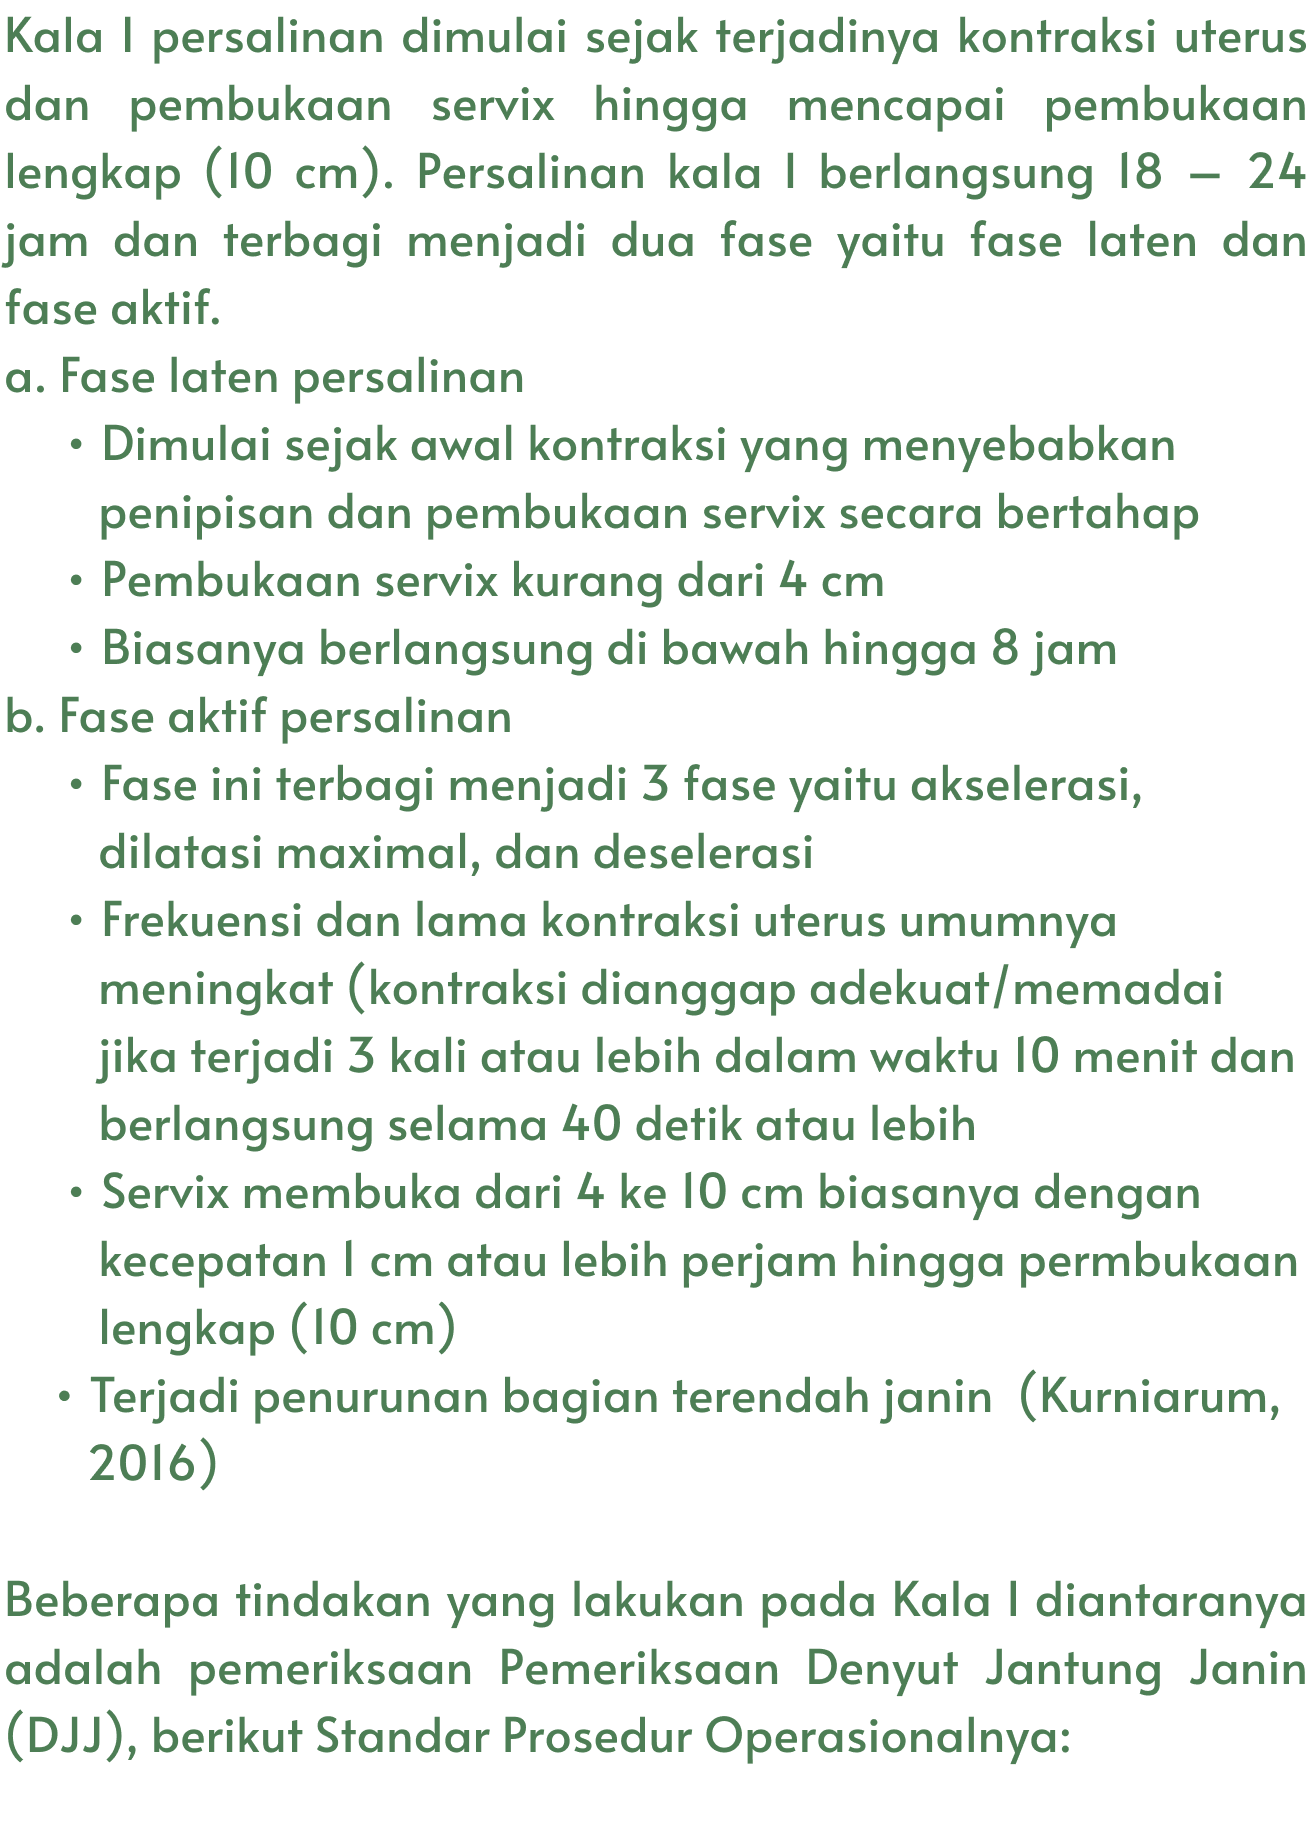 Kala I persalinan dimulai sejak terjadinya kontraksi uterus
dan pembukaan servix hingga mencapai pembukaan
lengkap (10 cm). Persalinan kala I berlangsung 18 – 24
jam dan terbagi menjadi dua fase yaitu fase laten dan
fase aktif.
a. Fase laten persalinan
• Dimulai sejak awal kontraksi yang menyebabkan
penipisan dan pembukaan servix secara bertahap
• Pembukaan servix kurang dari 4 cm
• Biasanya berlangsung di bawah hingga 8 jam
b. Fase aktif persalinan
• Fase ini terbagi menjadi 3 fase yaitu akselerasi,
dilatasi maximal, dan deselerasi
• Frekuensi dan lama kontraksi uterus umumnya
meningkat (kontraksi dianggap adekuat/memadai
jika terjadi 3 kali atau lebih dalam waktu 10 menit dan
berlangsung selama 40 detik atau lebih
• Servix membuka dari 4 ke 10 cm biasanya dengan
kecepatan 1 cm atau lebih perjam hingga permbukaan
lengkap (10 cm)
• Terjadi penurunan bagian terendah janin  (Kurniarum,
2016)
Beberapa tindakan yang lakukan pada Kala I diantaranya
adalah pemeriksaan Pemeriksaan Denyut Jantung Janin
(DJJ), berikut Standar Prosedur Operasionalnya: